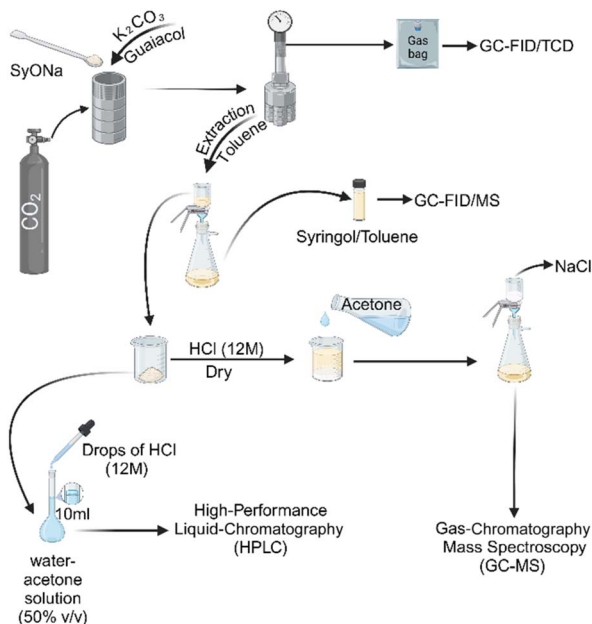 K₂CO₃
Guaiacol
SyONa
Gas
bag
GC-FID/TCD
CO₂
Extraction
Toluene
GC-FID/MS
Syringol/Toluene
NaCl
Acetone
HCl (12M)
Dry
Drops of HCl
(12M)
10ml
High-Performance
Liquid-Chromatography
(HPLC)
water-
acetone
solution
(50% v/v)
Gas-Chromatography
Mass Spectroscopy
(GC-MS)